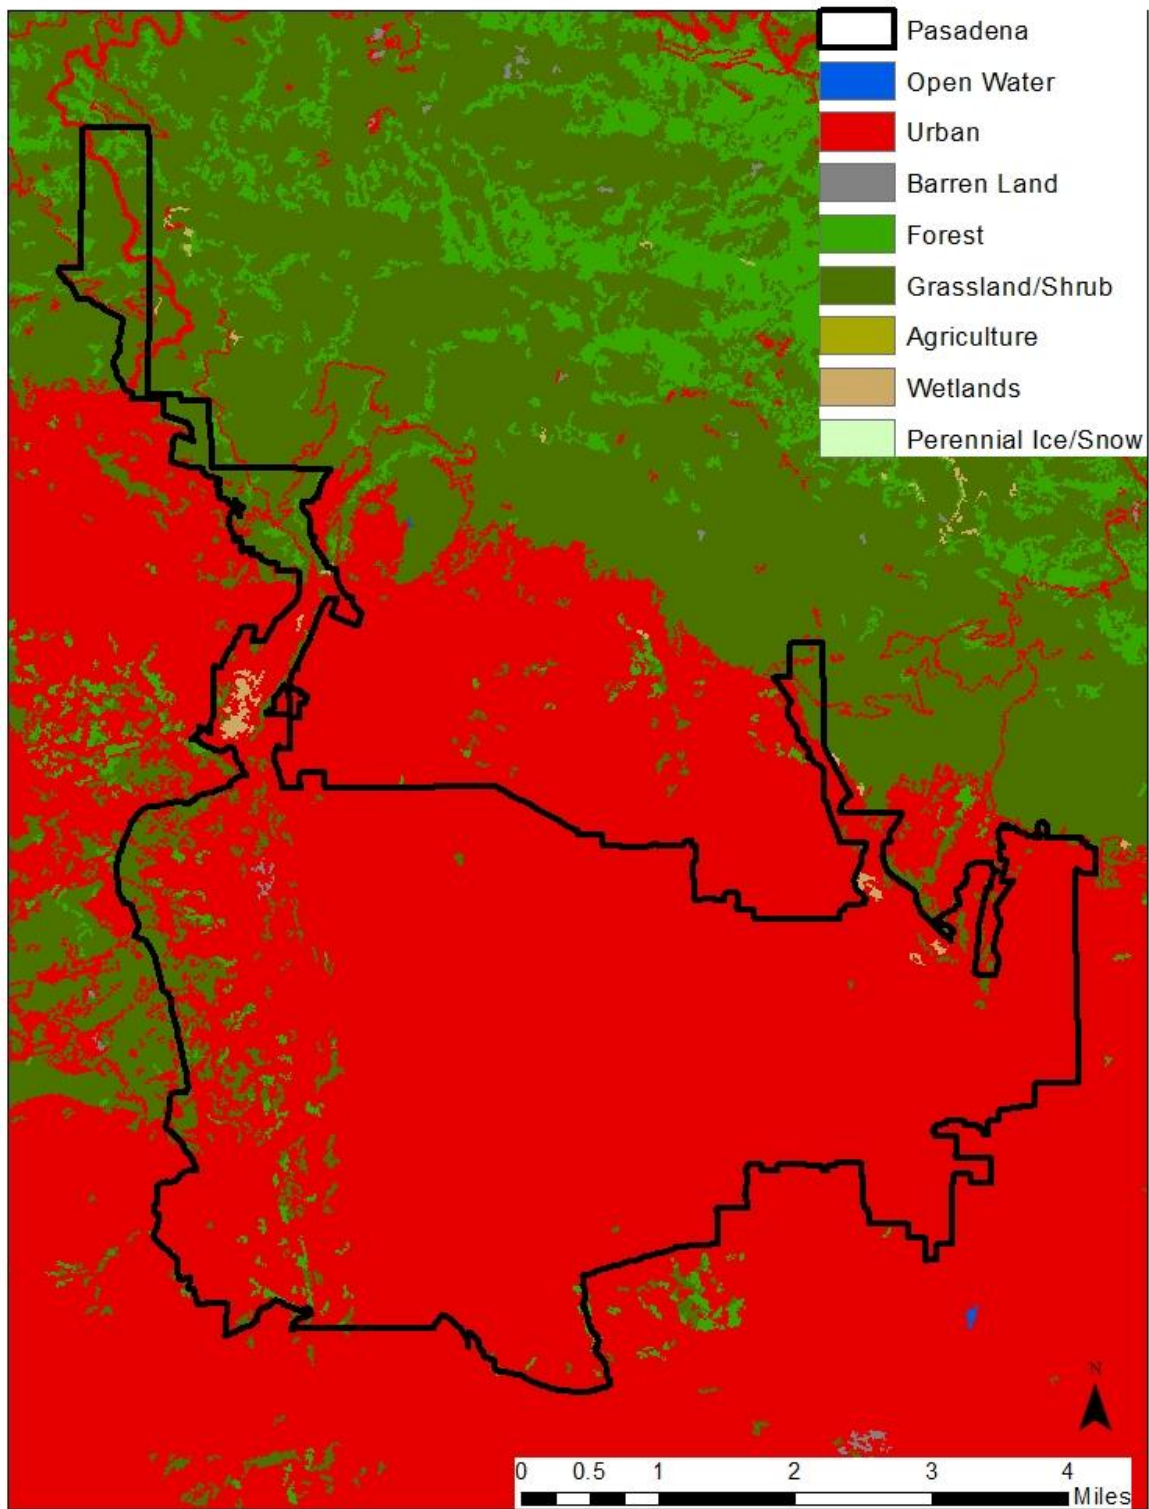 Pasadena
Open Water
Urban
Barren Land
Forest
Grassland/Shrub
Agriculture
Wetlands
Perennial Ice/Snow
N
0 0.5 1 2 3 4
Miles